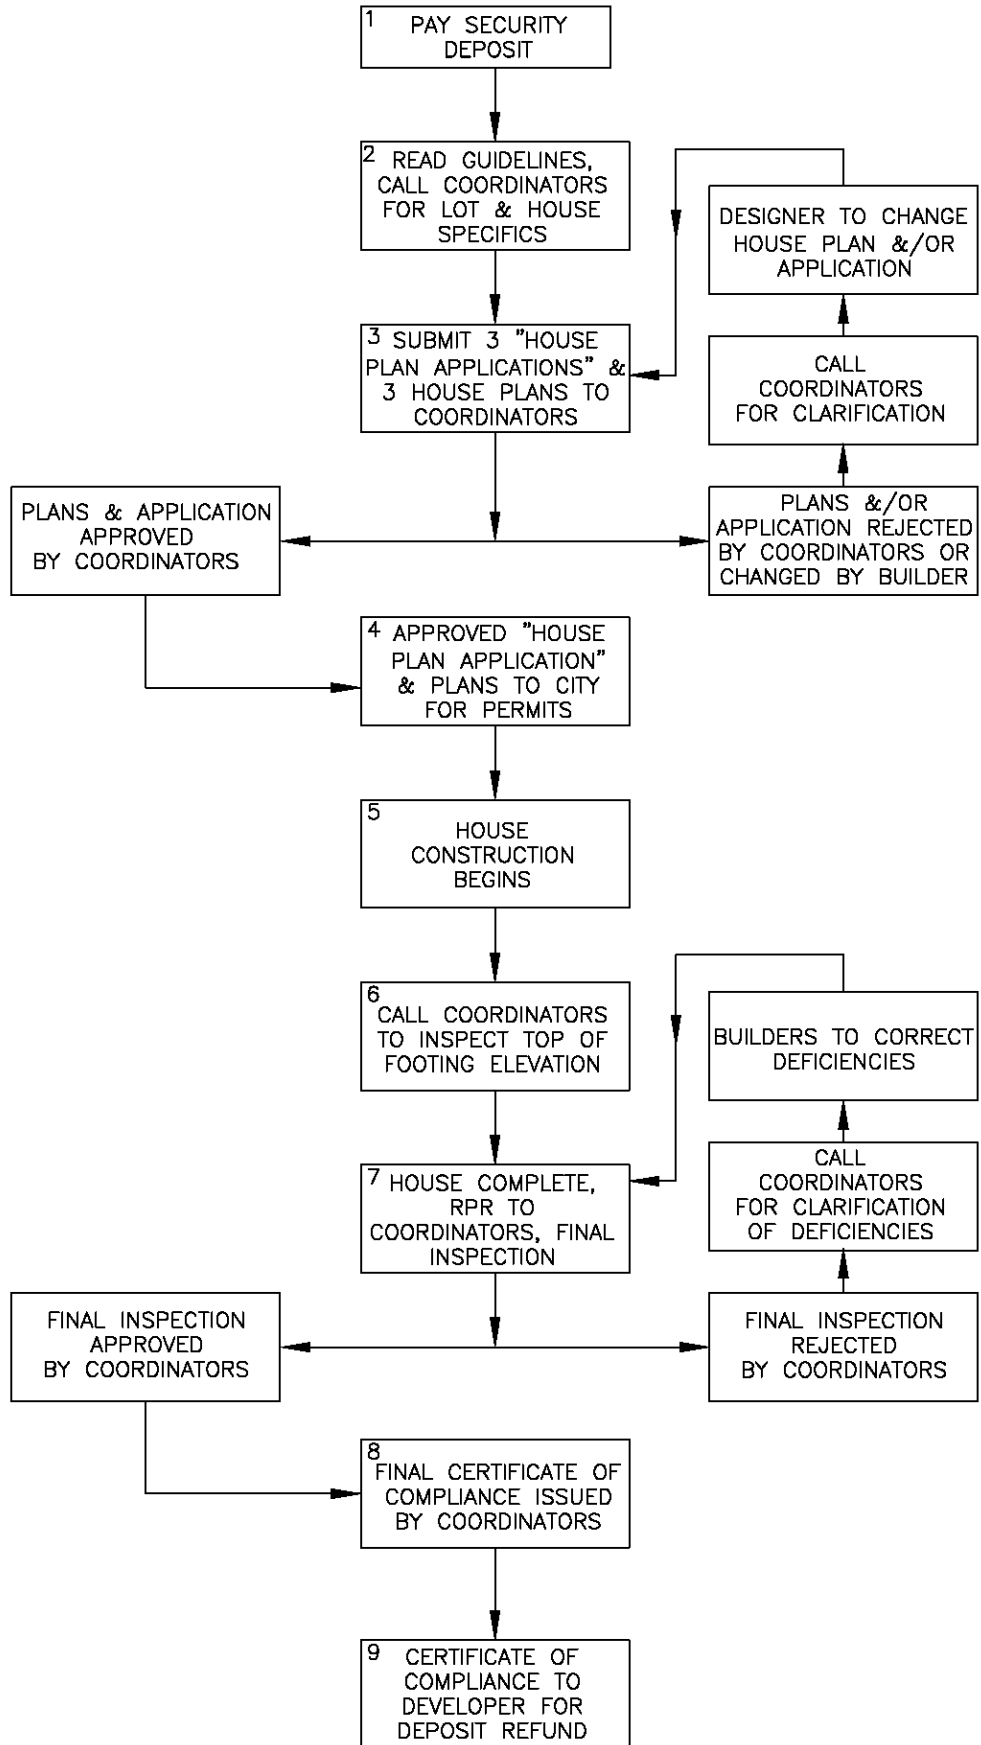 1
PAY SECURITY
DEPOSIT
2
READ GUIDELINES,
CALL COORDINATORS
FOR LOT & HOUSE
SPECIFICS
DESIGNER TO CHANGE
HOUSE PLAN &/OR
APPLICATION
3 SUBMIT 3 "HOUSE
PLAN APPLICATIONS" &
3 HOUSE PLANS TO
COORDINATORS
CALL
COORDINATORS
FOR CLARIFICATION
PLANS & APPLICATION
APPROVED
BY COORDINATORS
PLANS &/OR
APPLICATION REJECTED
BY COORDINATORS OR
CHANGED BY BUILDER
4 APPROVED "HOUSE
PLAN APPLICATION"
& PLANS TO CITY
FOR PERMITS
5
HOUSE
CONSTRUCTION
BEGINS
6
CALL COORDINATORS
TO INSPECT TOP OF
FOOTING ELEVATION
BUILDERS TO CORRECT
DEFICIENCIES
7 HOUSE COMPLETE,
RPR TO
COORDINATORS, FINAL
INSPECTION
CALL
COORDINATORS
FOR CLARIFICATION
OF DEFICIENCIES
FINAL INSPECTION
APPROVED
BY COORDINATORS
FINAL INSPECTION
REJECTED
BY COORDINATORS
8
FINAL CERTIFICATE OF
COMPLIANCE ISSUED
BY COORDINATORS
9 CERTIFICATE OF
COMPLIANCE TO
DEVELOPER FOR
DEPOSIT REFUND